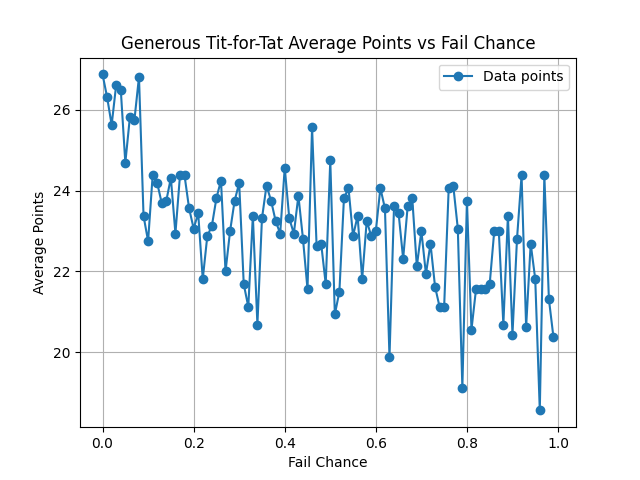 Generous Tit-for-Tat Average Points vs Fail Chance
Data points
Average Points
26
24
22
20
0.0 0.2 0.4 0.6 0.8 1.0
Fail Chance